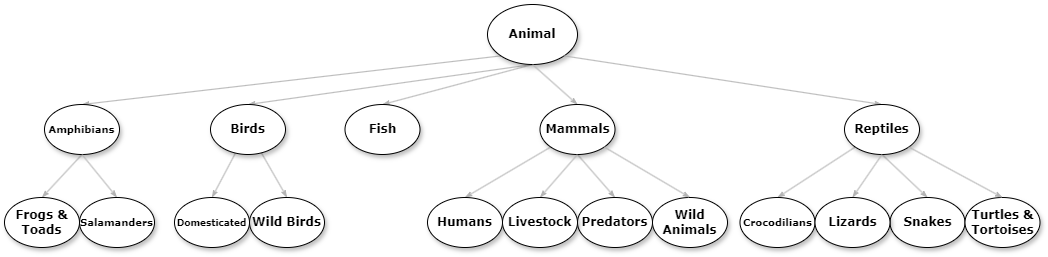 Animal
Amphibians
Birds
Fish
Mammals
Reptiles
Frogs &
Toads
Salamanders
Domesticated
Wild Birds
Humans
Livestock
Predators
Wild
Animals
Crocodilians
Lizards
Snakes
Turtles &
Tortoises